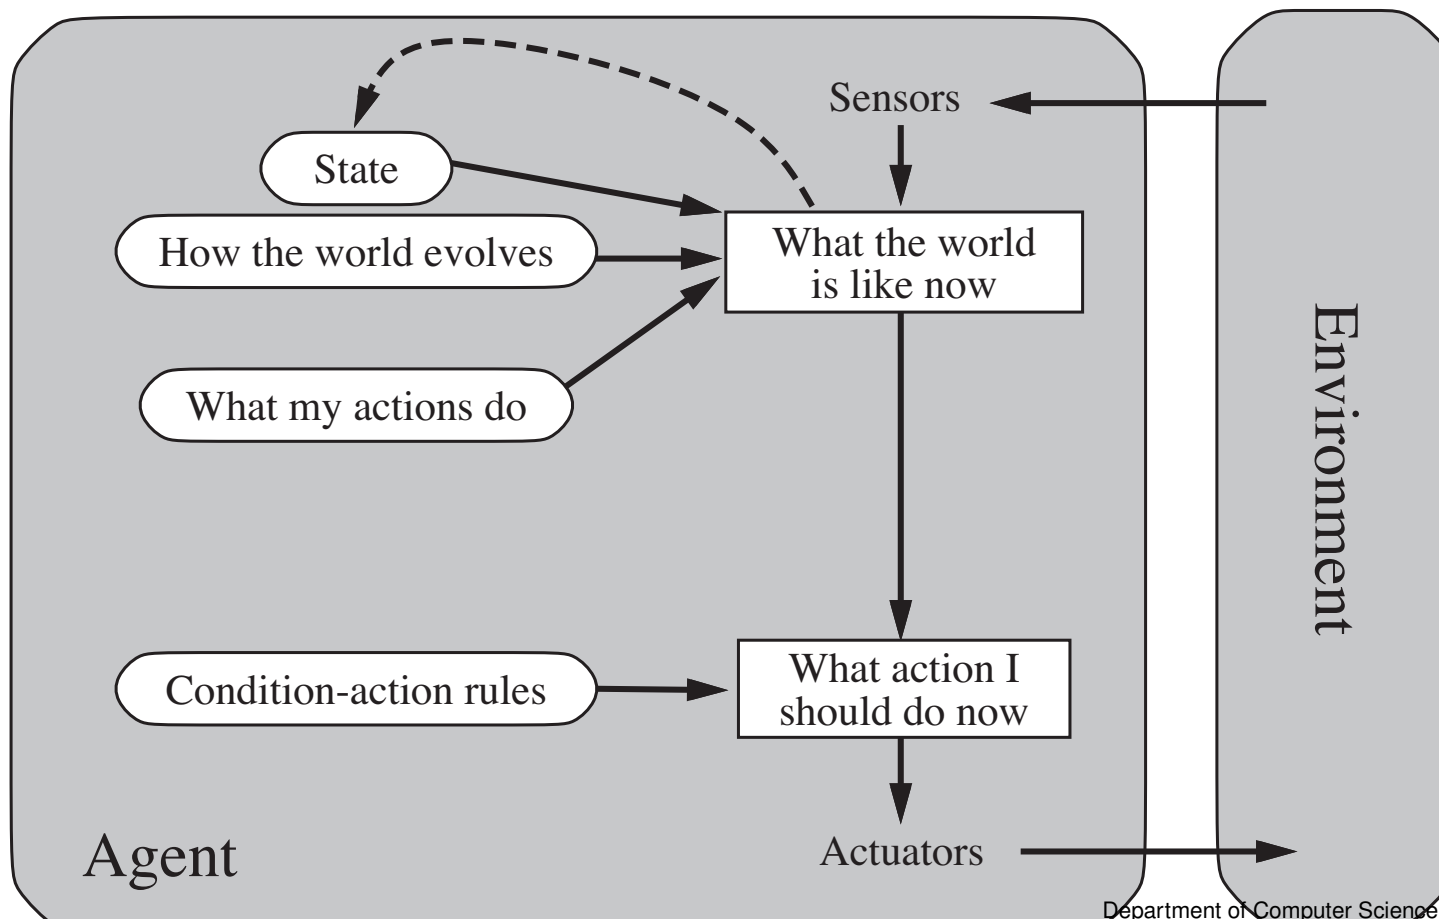 Sensors
State
How the world evolves
What the world
is like now
What my actions do
Environment
Condition-action rules
What action I
should do now
Agent
Actuators
Department of Computer Science